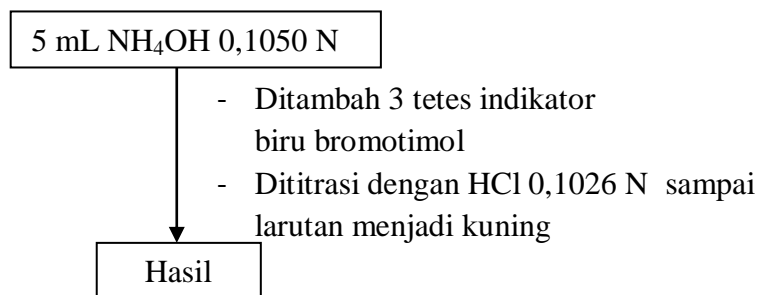 5 mL NH₄OH 0,1050 N
- Ditambah 3 tetes indikator
biru bromotimol
- Dititrasi dengan HCl 0,1026 N sampai
larutan menjadi kuning
Hasil